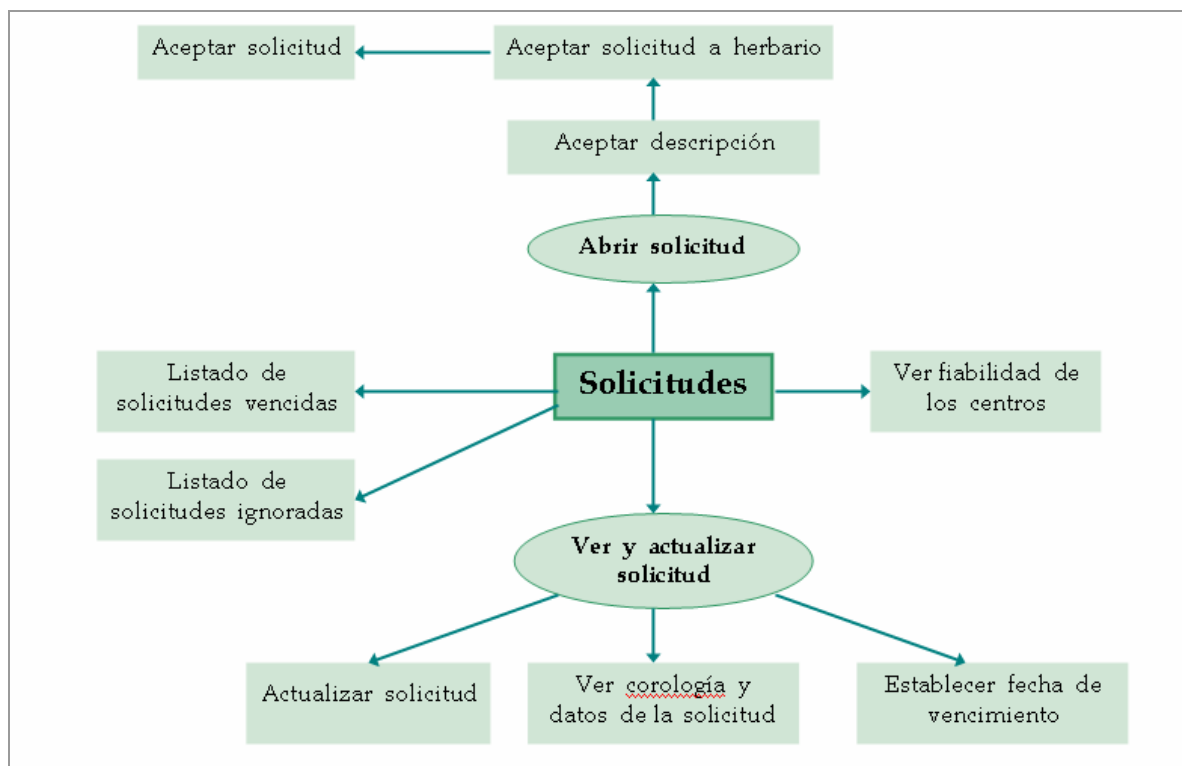 Aceptar solicitud
Aceptar solicitud a herbario
Aceptar descripción
Abrir solicitud
Listado de
solicitudes vencidas
Solicitudes
Ver fiabilidad de
los centros
Listado de
solicitudes ignoradas
Ver y actualizar
solicitud
Actualizar solicitud
Ver corología y
datos de la solicitud
Establecer fecha de
vencimiento